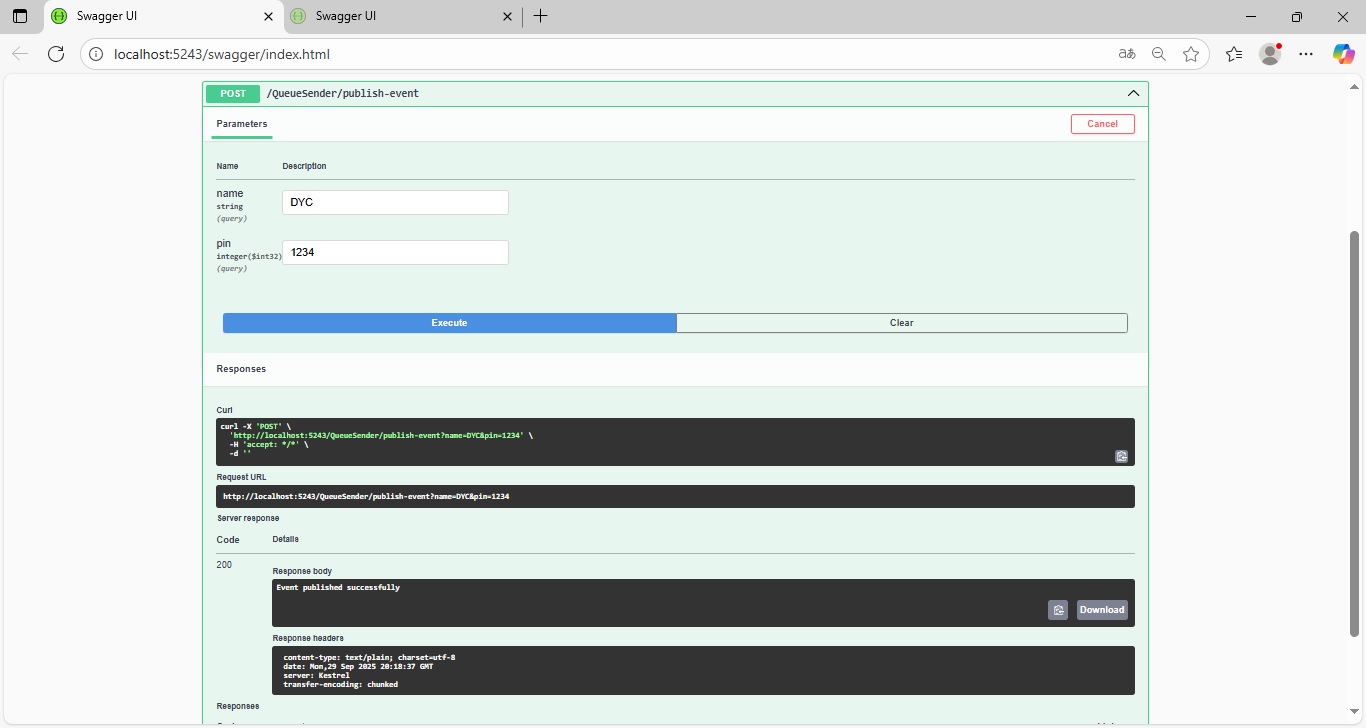 Swagger UI
Swagger UI
localhost:5243/swagger/index.html
POST /QueueSender/publish-event
Parameters
Cancel
Name Description
name
string
(query)
DYC
pin
integer($int32)
(query)
1234
Execute
Clear
Responses
Curl
curl -X 'POST' \
'http://localhost:5243/QueueSender/publish-event?name=DYC&pin=1234' \
-H 'accept: */*' \
-d ''
Request URL
http://localhost:5243/QueueSender/publish-event?name=DYC&pin=1234
Server response
Code Details
200
Response body
Event published successfully
Download
Response headers
content-type: text/plain; charset=utf-8
date: Mon,29 Sep 2025 20:18:37 GMT
server: Kestrel
transfer-encoding: chunked
Responses